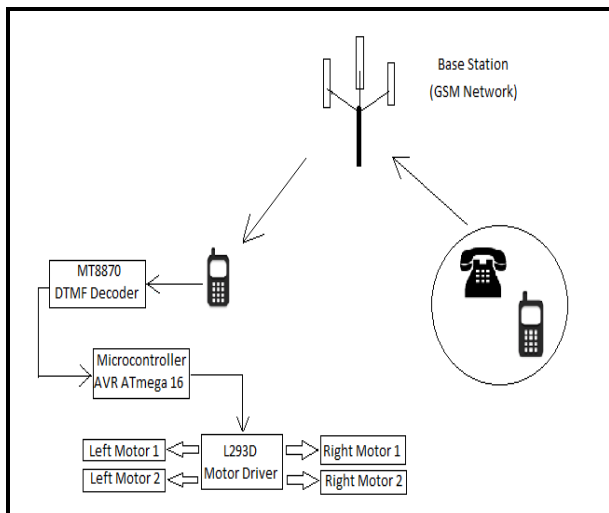 Base Station
(GSM Network)
MT8870
DTMF Decoder
Microcontroller
AVR ATmega 16
L293D
Motor Driver
Left Motor 1
Left Motor 2
Right Motor 1
Right Motor 2